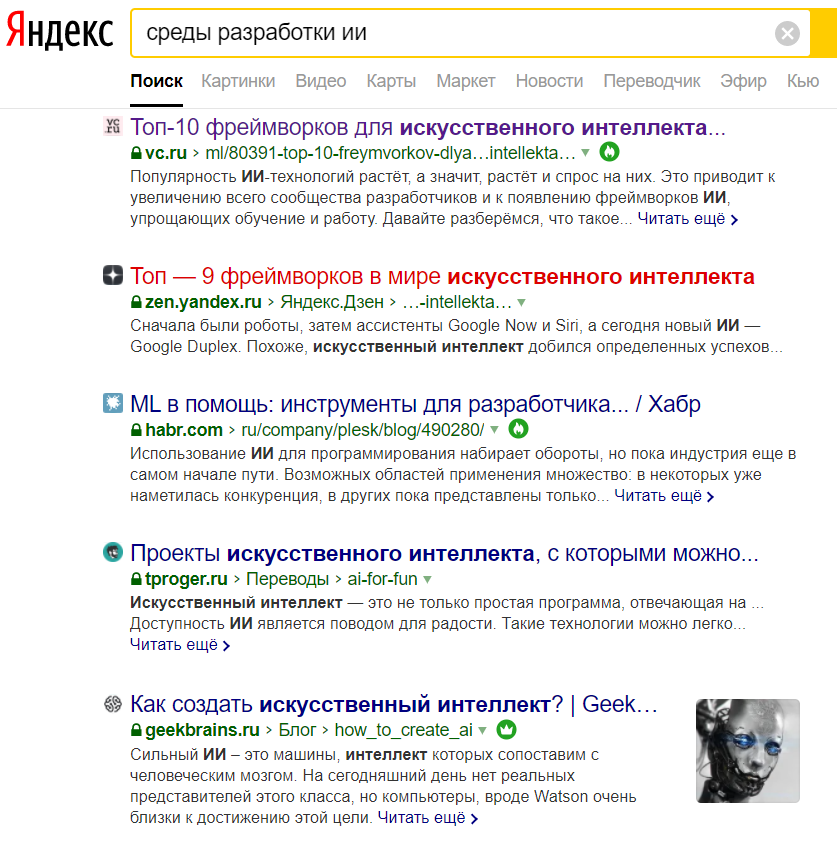 Яндекс
среды разработки ии
Поиск Картинки Видео Карты Маркет Новости Переводчик Эфир Кью
vc.ru
Топ-10 фреймворков для искусственного интеллекта...
vc.ru › ml/80391-top-10-freymvorkov-dlya…intellekta…
Популярность ИИ-технологий растёт, а значит, растёт и спрос на них. Это приводит к
увеличению всего сообщества разработчиков и к появлению фреймворков ИИ,
упрощающих обучение и работу. Давайте разберёмся, что такое... Читать ещё ›
Топ — 9 фреймворков в мире искусственного интеллекта
zen.yandex.ru › Яндекс.Дзен › …-intellekta…
Сначала были роботы, затем ассистенты Google Now и Siri, а сегодня новый ИИ —
Google Duplex. Похоже, искусственный интеллект добился определенных успехов...
ML в помощь: инструменты для разработчика... / Хабр
habr.com › ru/company/plesk/blog/490280/
Использование ИИ для программирования набирает обороты, но пока индустрия еще в
самом начале пути. Возможных областей применения множество: в некоторых уже
наметилась конкуренция, в других пока представлены только... Читать ещё ›
Проекты искусственного интеллекта, с которыми можно...
tproger.ru › Переводы › ai-for-fun
Искусственный интеллект — это не только простая программа, отвечающая на ...
Доступность ИИ является поводом для радости. Такие технологии можно легко...
Читать ещё ›
Как создать искусственный интеллект? | Geek…
geekbrains.ru › Блог › how_to_create_ai
Сильный ИИ – это машины, интеллект которых сопоставим с
человеческим мозгом. На сегодняшний день нет реальных
представителей этого класса, но компьютеры, вроде Watson очень
близки к достижению этой цели. Читать ещё ›